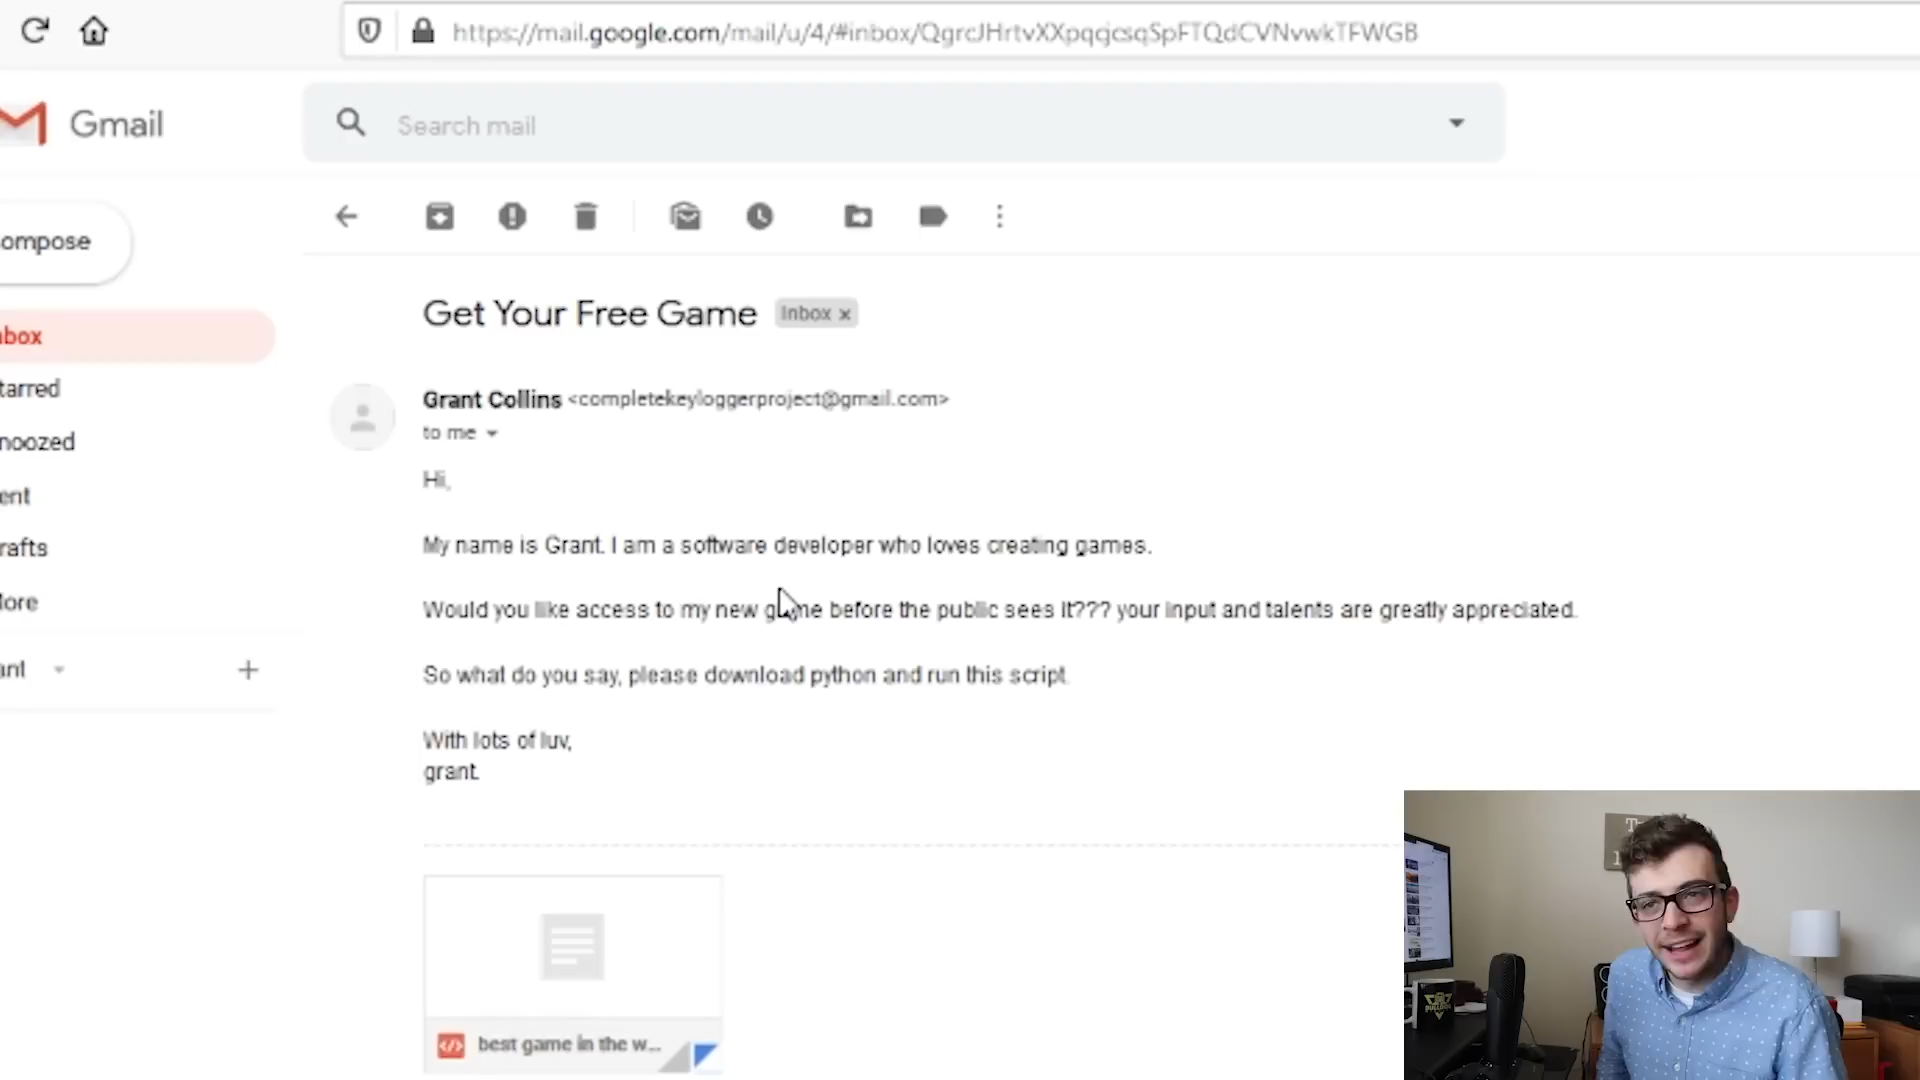 https://mail.google.com/mail/u/4/#inbox/QgrcJHrtvXXpqcjcsqSpFTQdCVNvwkTFWGB
Gmail
Search mail
ompose
Get Your Free Game Inbox x
box
Grant Collins <completekeyloggerproject@gmail.com>
tarred
to me
noozed
Hi,
ent
My name is Grant. I am a software developer who loves creating games.
rafts
Would you like access to my new game before the public sees it??? your input and talents are greatly appreciated.
ore
So what do you say, please download python and run this script.
ant
With lots of luv,
grant.
best game in the w...